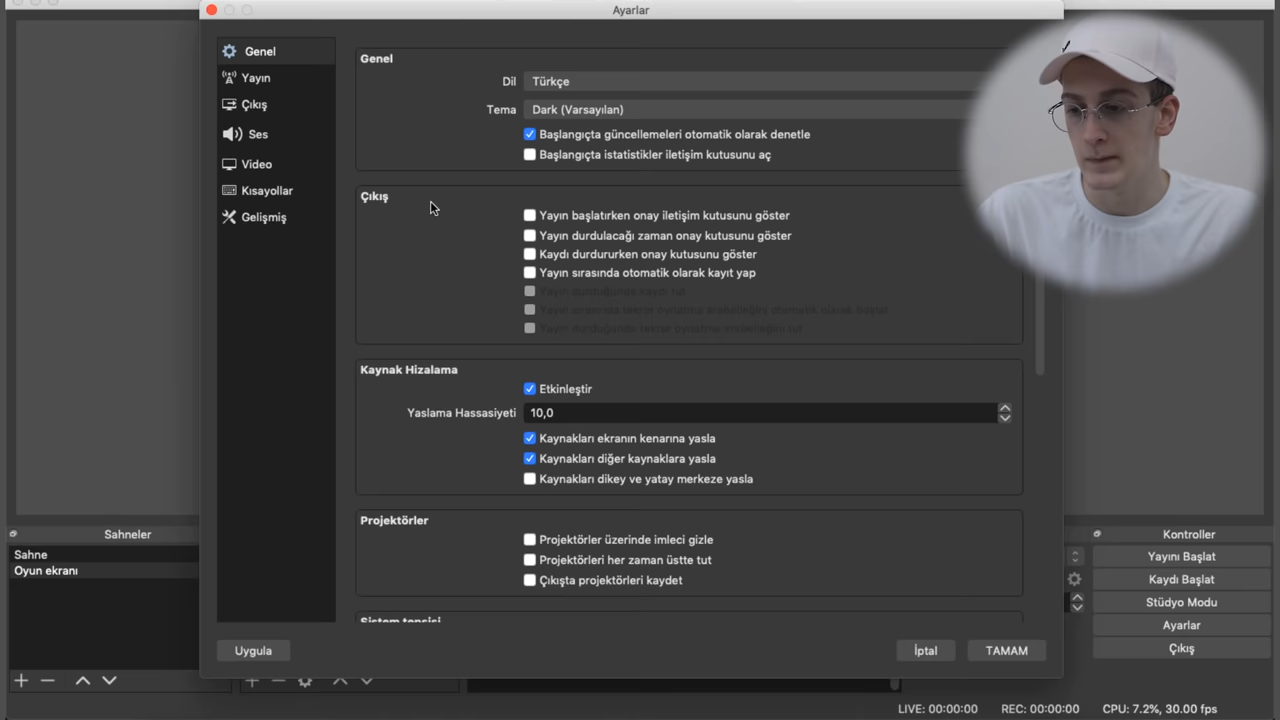 Ayarlar
Genel
Yayın
Çıkış
Ses
Video
Kısayollar
Gelişmiş
Genel
Dil Türkçe
Tema Dark (Varsayılan)
Başlangıçta güncellemeleri otomatik olarak denetle
Başlangıçta istatistikler iletişim kutusunu aç
Çıkış
Yayın başlatırken onay iletişim kutusunu göster
Yayın durdulacağı zaman onay kutusunu göster
Kaydı durdururken onay kutusunu göster
Yayın sırasında otomatik olarak kayıt yap
Kaynak Hizalama
Etkinleştir
Yaslama Hassasiyeti 10,0
Kaynakları ekranın kenarına yasla
Kaynakları diğer kaynaklara yasla
Kaynakları dikey ve yatay merkeze yasla
Projektörler
Projektörler üzerinde imleci gizle
Projektörleri her zaman üstte tut
Çıkışta projektörleri kaydet
Uygula
İptal
TAMAM
Sahneler
Sahne
Oyun ekranı
Kontroller
Yayını Başlat
Kaydı Başlat
Stüdyo Modu
Ayarlar
Çıkış
LIVE: 00:00:00 REC: 00:00:00 CPU: 7.2%, 30.00 fps